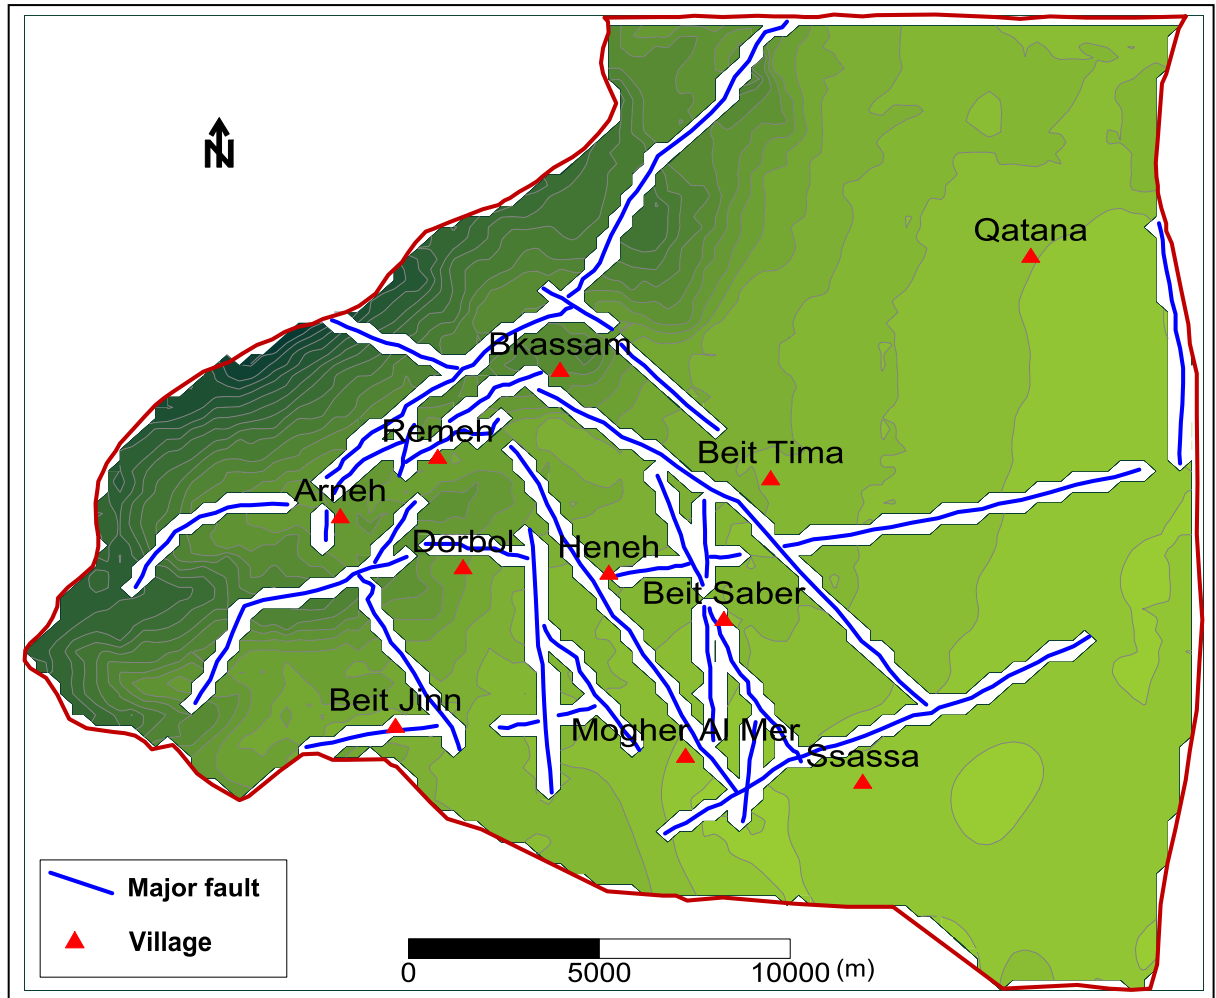 N
Qatana
Bkassam
Remeh
Beit Tima
Arneh
Dorbol
Heneh
Beit Saber
Beit Jinn
Mogher Al Mer
Ssassa
Major fault
Village
0 5000 10000 (m)